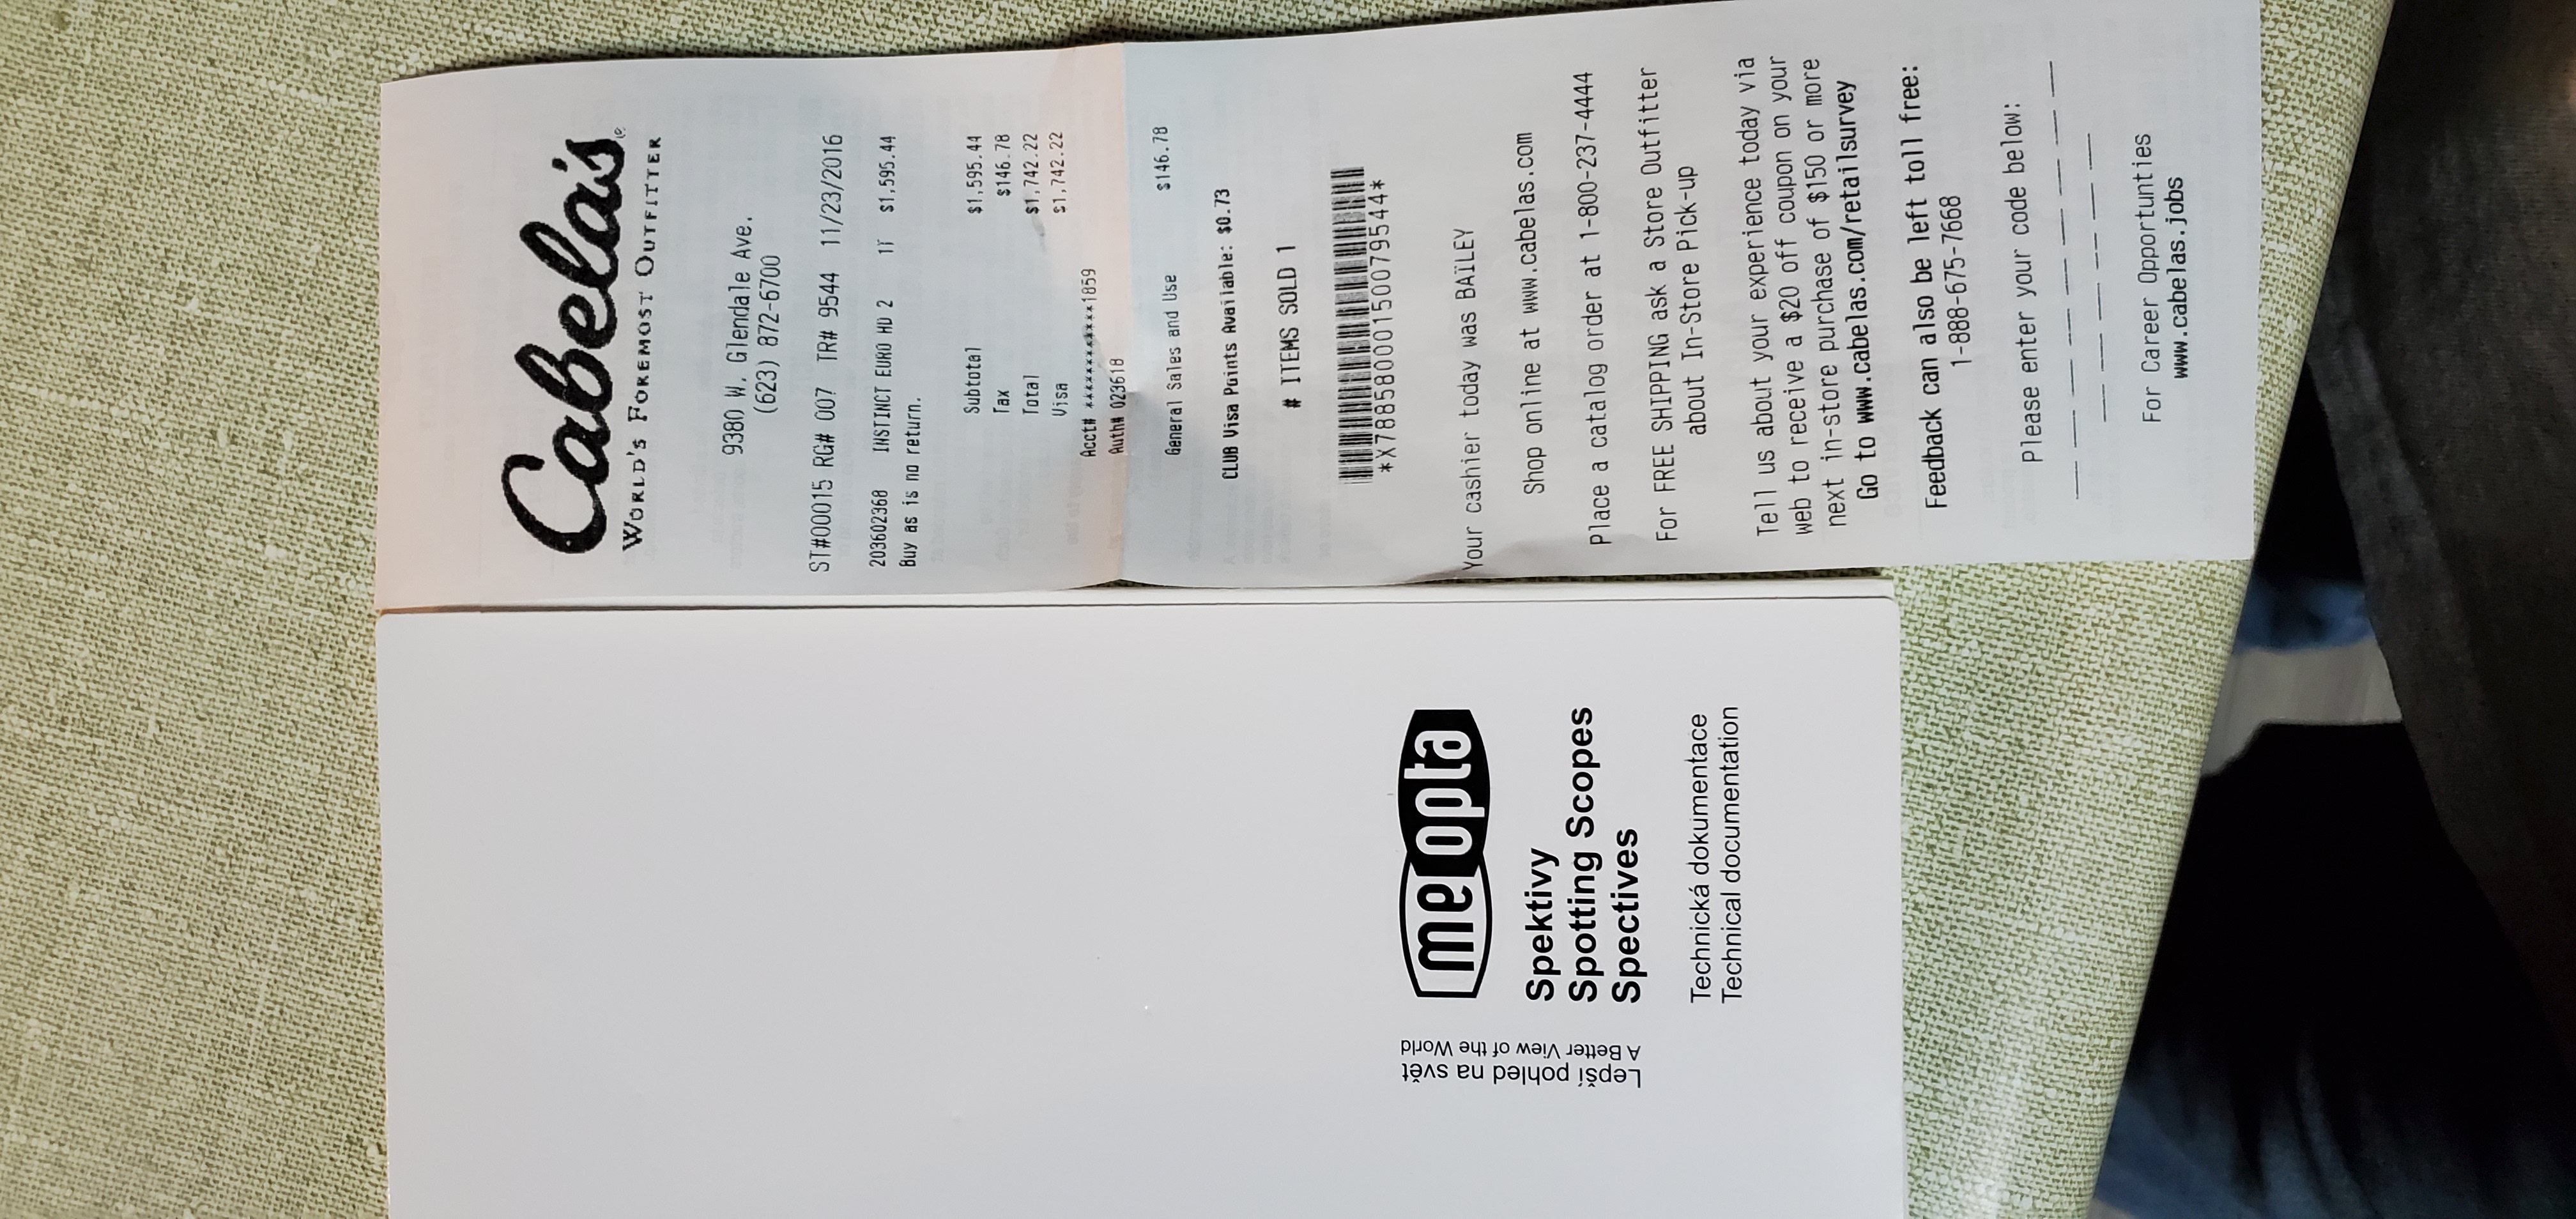 Cabela's
WORLD'S FOREMOST OUTFITTER
9380 W. Glendale Ave.
(623) 872-6700
ST#00015 RG# 007 TR# 9544 11/23/2016
203602368 INSTINCT EURO HD 2 1T $1,595.44
Buy as is no return.
Subtotal $1,595.44
Tax $146.78
Total $1,742.22
Visa $1,742.22
Acct# ************1859
Auth# 023618
General Sales and Use $146.78
CLUB Visa Points Available: $0.73
# ITEMS SOLD 1
*X78858000150079544*
Your cashier today was BAILEY
Shop online at www.cabelas.com
Place a catalog order at 1-800-237-4444
For FREE SHIPPING ask a Store Outfitter
about In-Store Pick-up
Tell us about your experience today via
web to receive a $20 off coupon on your
next in-store purchase of $150 or more
Go to www.cabelas.com/retailsurvey
Feedback can also be left toll free:
1-888-675-7668
Please enter your code below:
For Career Opportunties
www.cabelas.jobs
meopta
Spektivy
Spotting Scopes
Spectives
Technická dokumentace
Technical documentation
Lepší pohled na svět
A Better View of the World